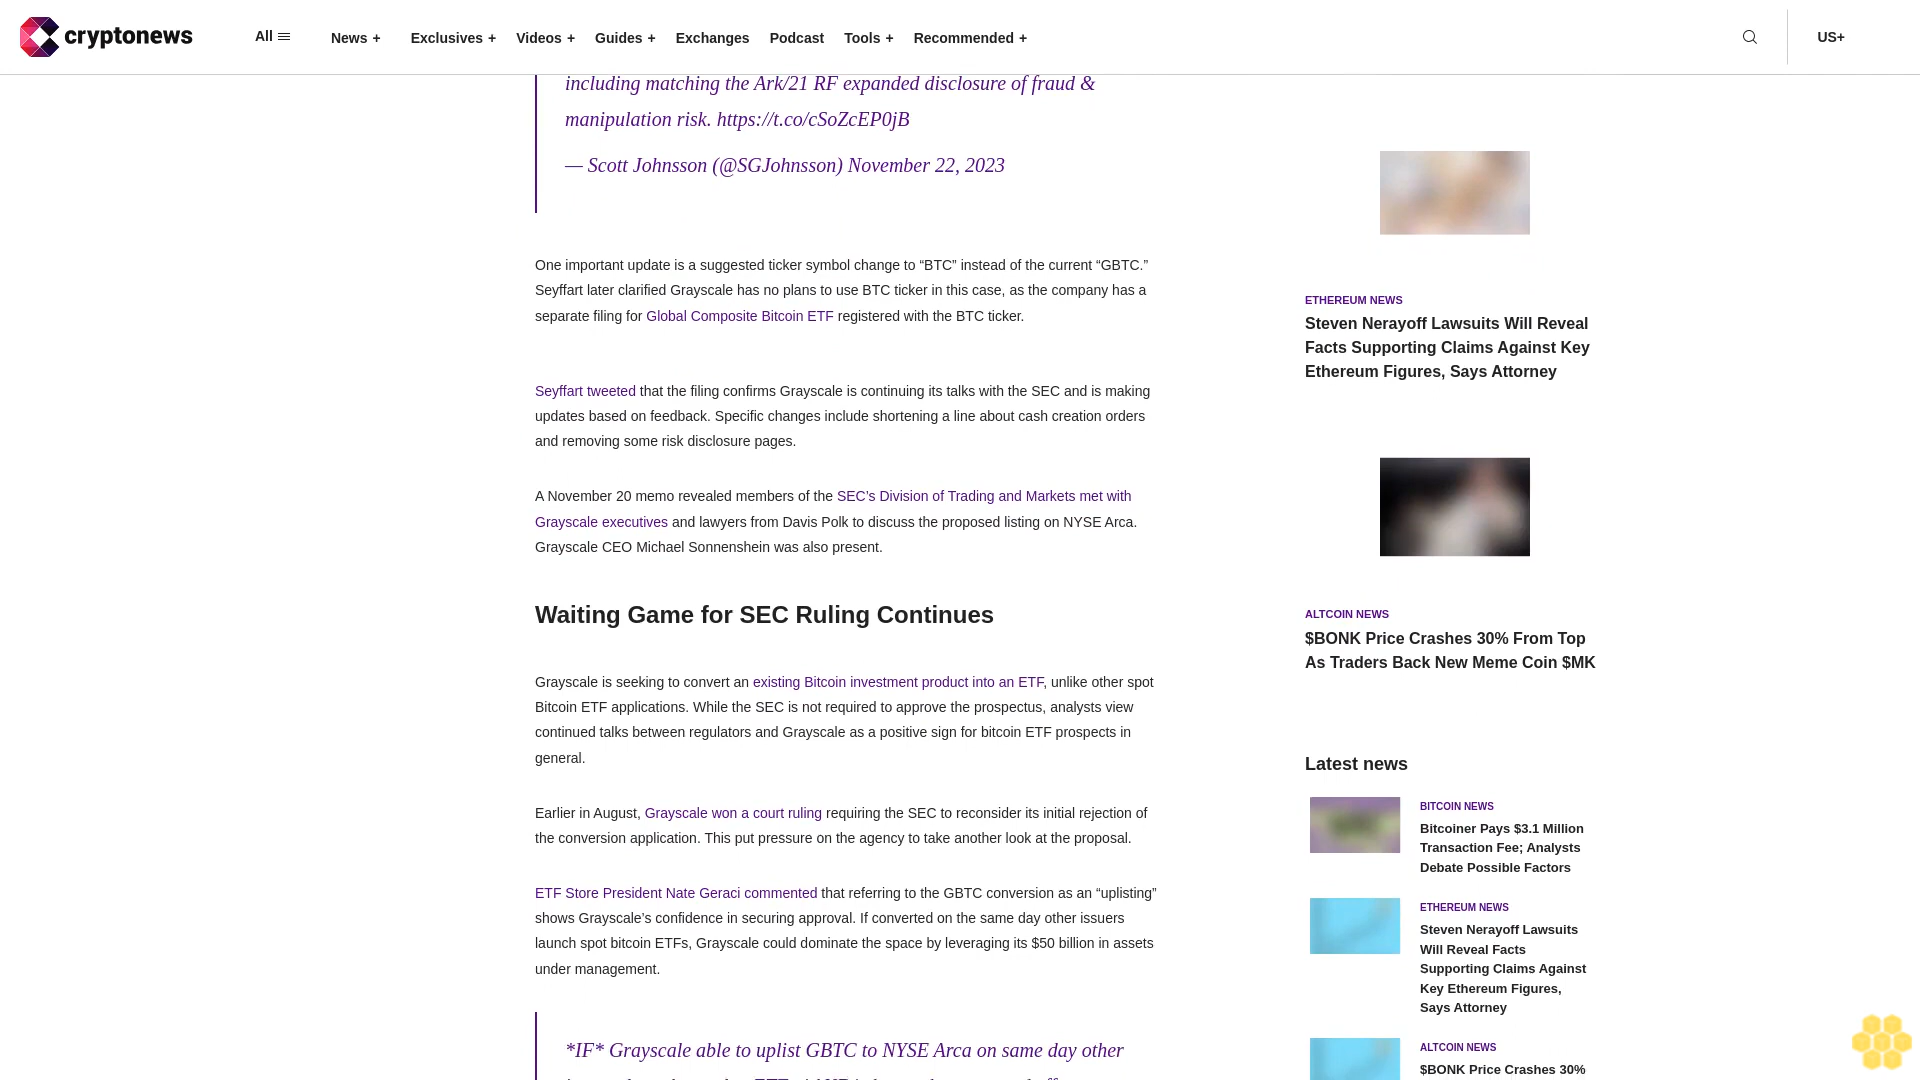 cryptonews
All
News +
Exclusives +
Videos +
Guides +
Exchanges
Podcast
Tools +
Recommended +
US+
including matching the Ark/21 RF expanded disclosure of fraud &
manipulation risk. https://t.co/cSoZcEP0jB
— Scott Johnsson (@SGJohnsson) November 22, 2023
One important update is a suggested ticker symbol change to “BTC” instead of the current “GBTC.”
Seyffart later clarified Grayscale has no plans to use BTC ticker in this case, as the company has a
separate filing for Global Composite Bitcoin ETF registered with the BTC ticker.
Seyffart tweeted that the filing confirms Grayscale is continuing its talks with the SEC and is making
updates based on feedback. Specific changes include shortening a line about cash creation orders
and removing some risk disclosure pages.
A November 20 memo revealed members of the SEC’s Division of Trading and Markets met with
Grayscale executives and lawyers from Davis Polk to discuss the proposed listing on NYSE Arca.
Grayscale CEO Michael Sonnenshein was also present.
Waiting Game for SEC Ruling Continues
Grayscale is seeking to convert an existing Bitcoin investment product into an ETF, unlike other spot
Bitcoin ETF applications. While the SEC is not required to approve the prospectus, analysts view
continued talks between regulators and Grayscale as a positive sign for bitcoin ETF prospects in
general.
Earlier in August, Grayscale won a court ruling requiring the SEC to reconsider its initial rejection of
the conversion application. This put pressure on the agency to take another look at the proposal.
ETF Store President Nate Geraci commented that referring to the GBTC conversion as an “uplisting”
shows Grayscale’s confidence in securing approval. If converted on the same day other issuers
launch spot bitcoin ETFs, Grayscale could dominate the space by leveraging its $50 billion in assets
under management.
*IF* Grayscale able to uplist GBTC to NYSE Arca on same day other
ETHEREUM NEWS
Steven Nerayoff Lawsuits Will Reveal
Facts Supporting Claims Against Key
Ethereum Figures, Says Attorney
ALTCOIN NEWS
$BONK Price Crashes 30% From Top
As Traders Back New Meme Coin $MK
Latest news
BITCOIN NEWS
Bitcoiner Pays $3.1 Million
Transaction Fee; Analysts
Debate Possible Factors
ETHEREUM NEWS
Steven Nerayoff Lawsuits
Will Reveal Facts
Supporting Claims Against
Key Ethereum Figures,
Says Attorney
ALTCOIN NEWS
$BONK Price Crashes 30%